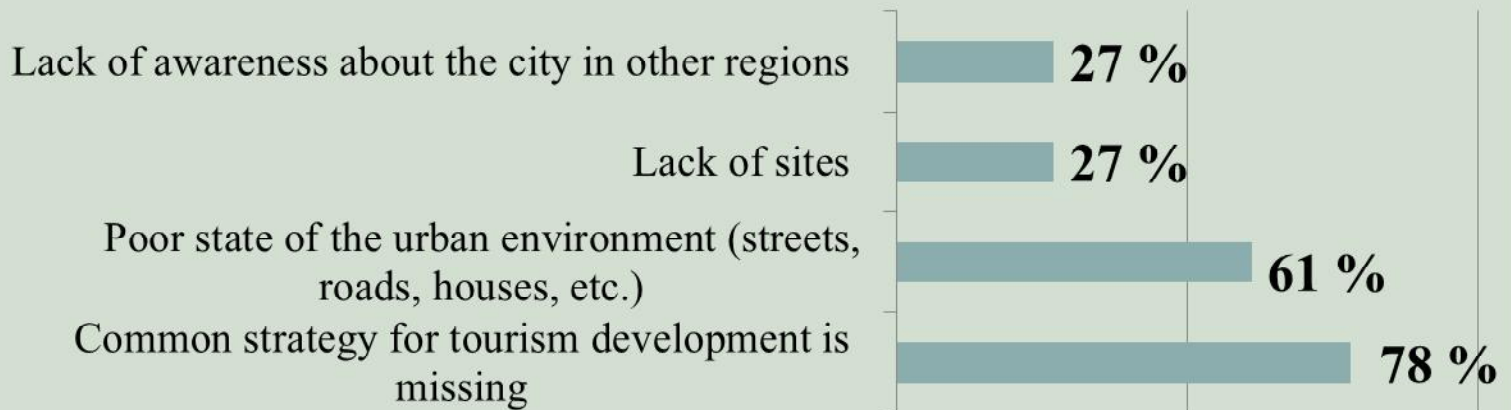 Lack of awareness about the city in other regions
27 %
Lack of sites
27 %
Poor state of the urban environment (streets,
roads, houses, etc.)
61 %
Common strategy for tourism development is
missing
78 %